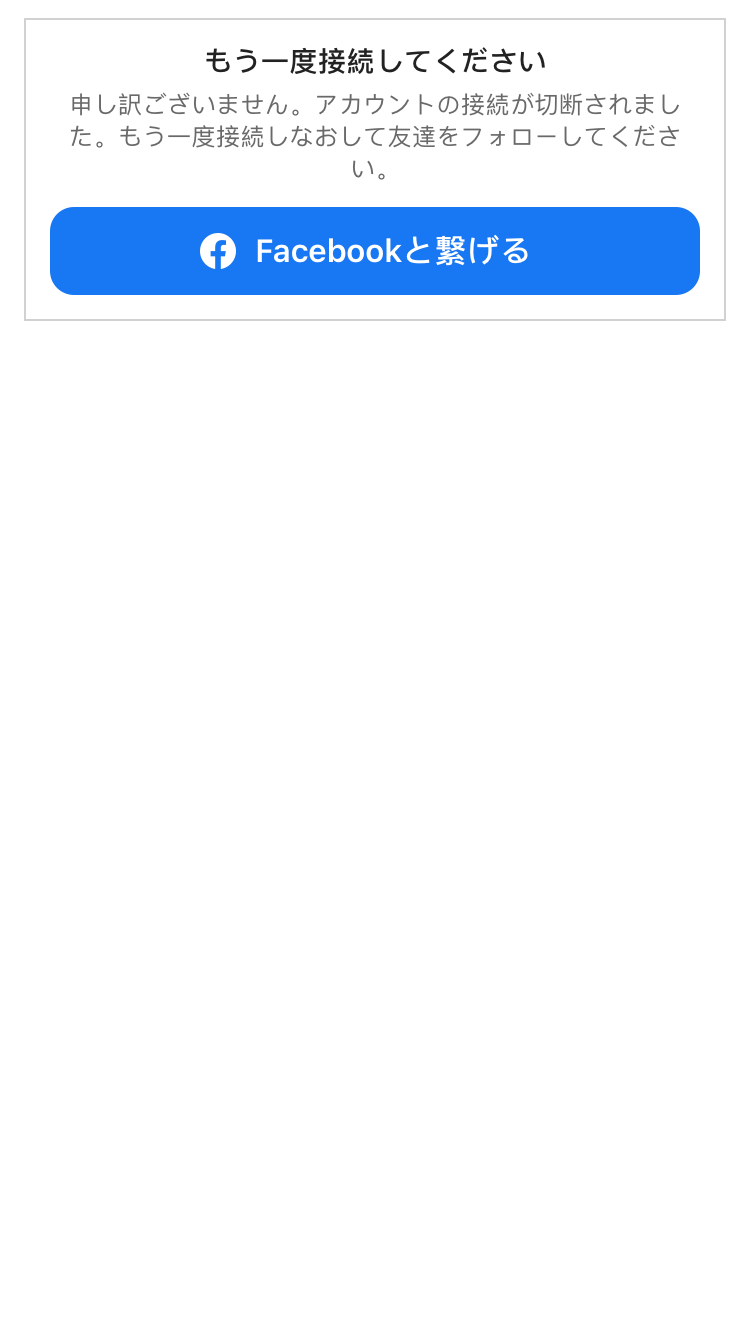 もう一度接続してください
申し訳ございません。アカウントの接続が切断されまし
た。もう一度接続しなおして友達をフォローしてくださ
い。
Facebookと繋げる